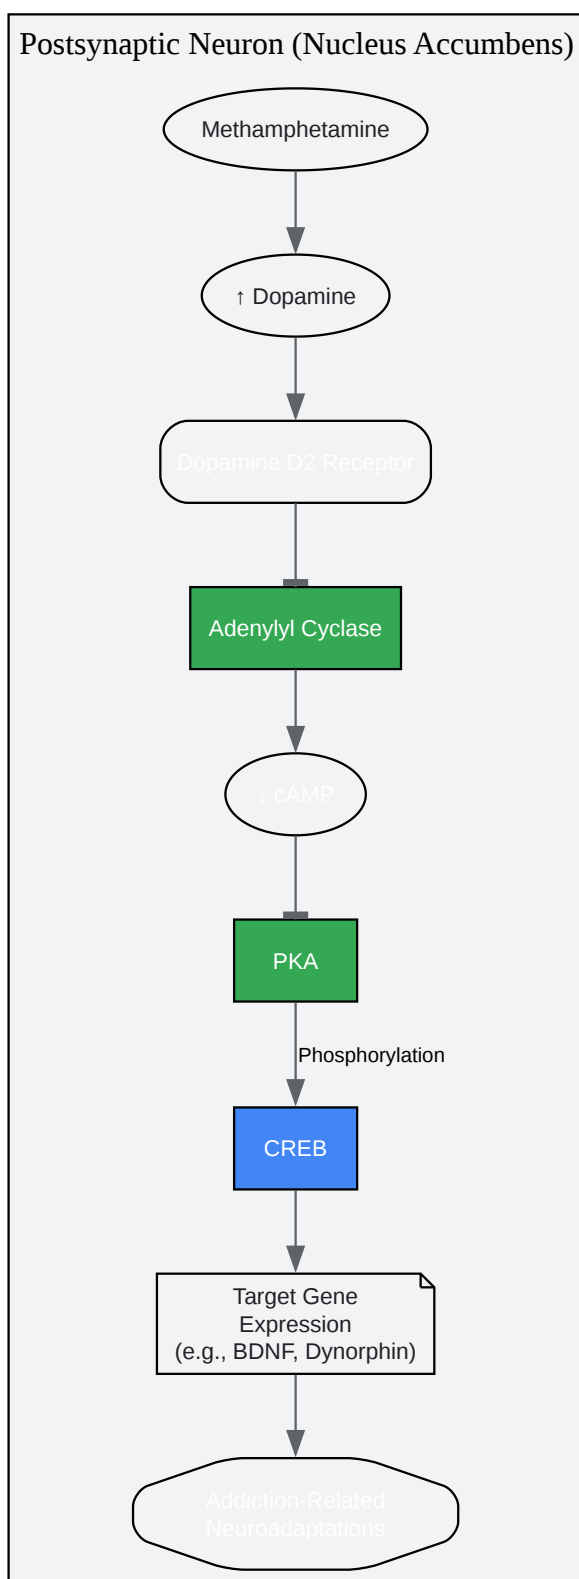 Postsynaptic Neuron (Nucleus Accumbens)
Methamphetamine
↑ Dopamine
Dopamine D2 Receptor
Adenylyl Cyclase
↓ cAMP
PKA
Phosphorylation
CREB
Target Gene
Expression
(e.g., BDNF, Dynorphin)
Addiction-Related
Neuroadaptations